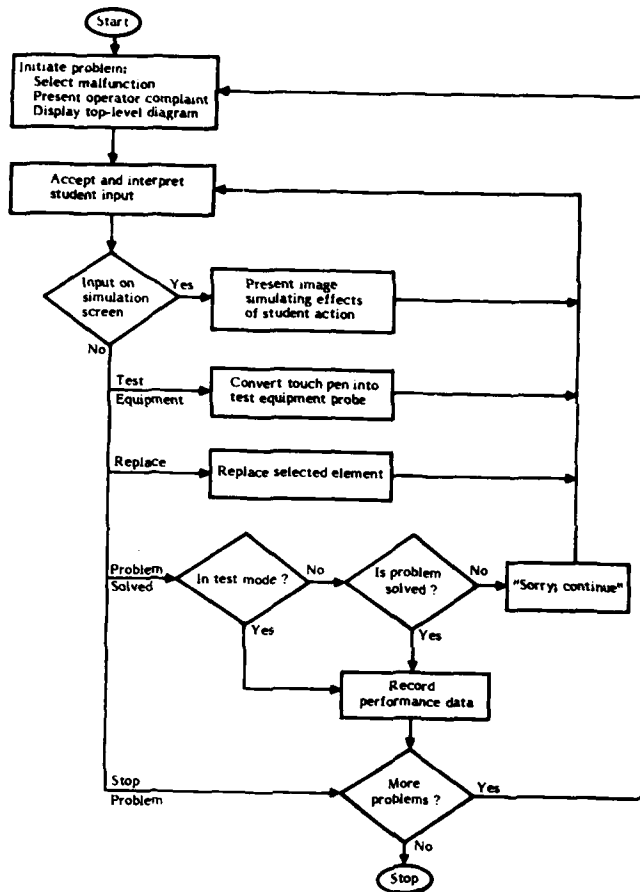 Start
Initiate problem:
Select malfunction
Present operator complaint
Display top-level diagram
Accept and interpret
student input
Input on
simulation
screen
Yes
Present image
simulating effects
of student action
No
Test
Equipment
Convert touch pen into
test equipment probe
Replace
Replace selected element
Problem
Solved
In test mode ?
No
Is problem
solved ?
No
"Sorry; continue"
Yes
Yes
Record
performance data
Stop
Problem
More
problems ?
Yes
No
Stop